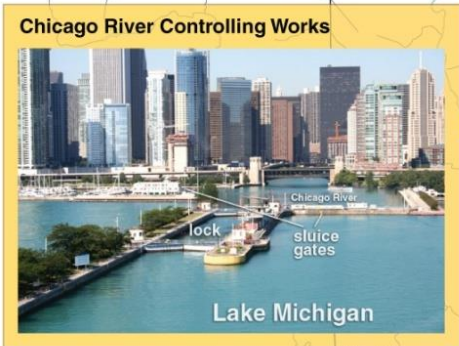 Chicago River Controlling Works
Chicago River
lock
sluice
gates
Lake Michigan